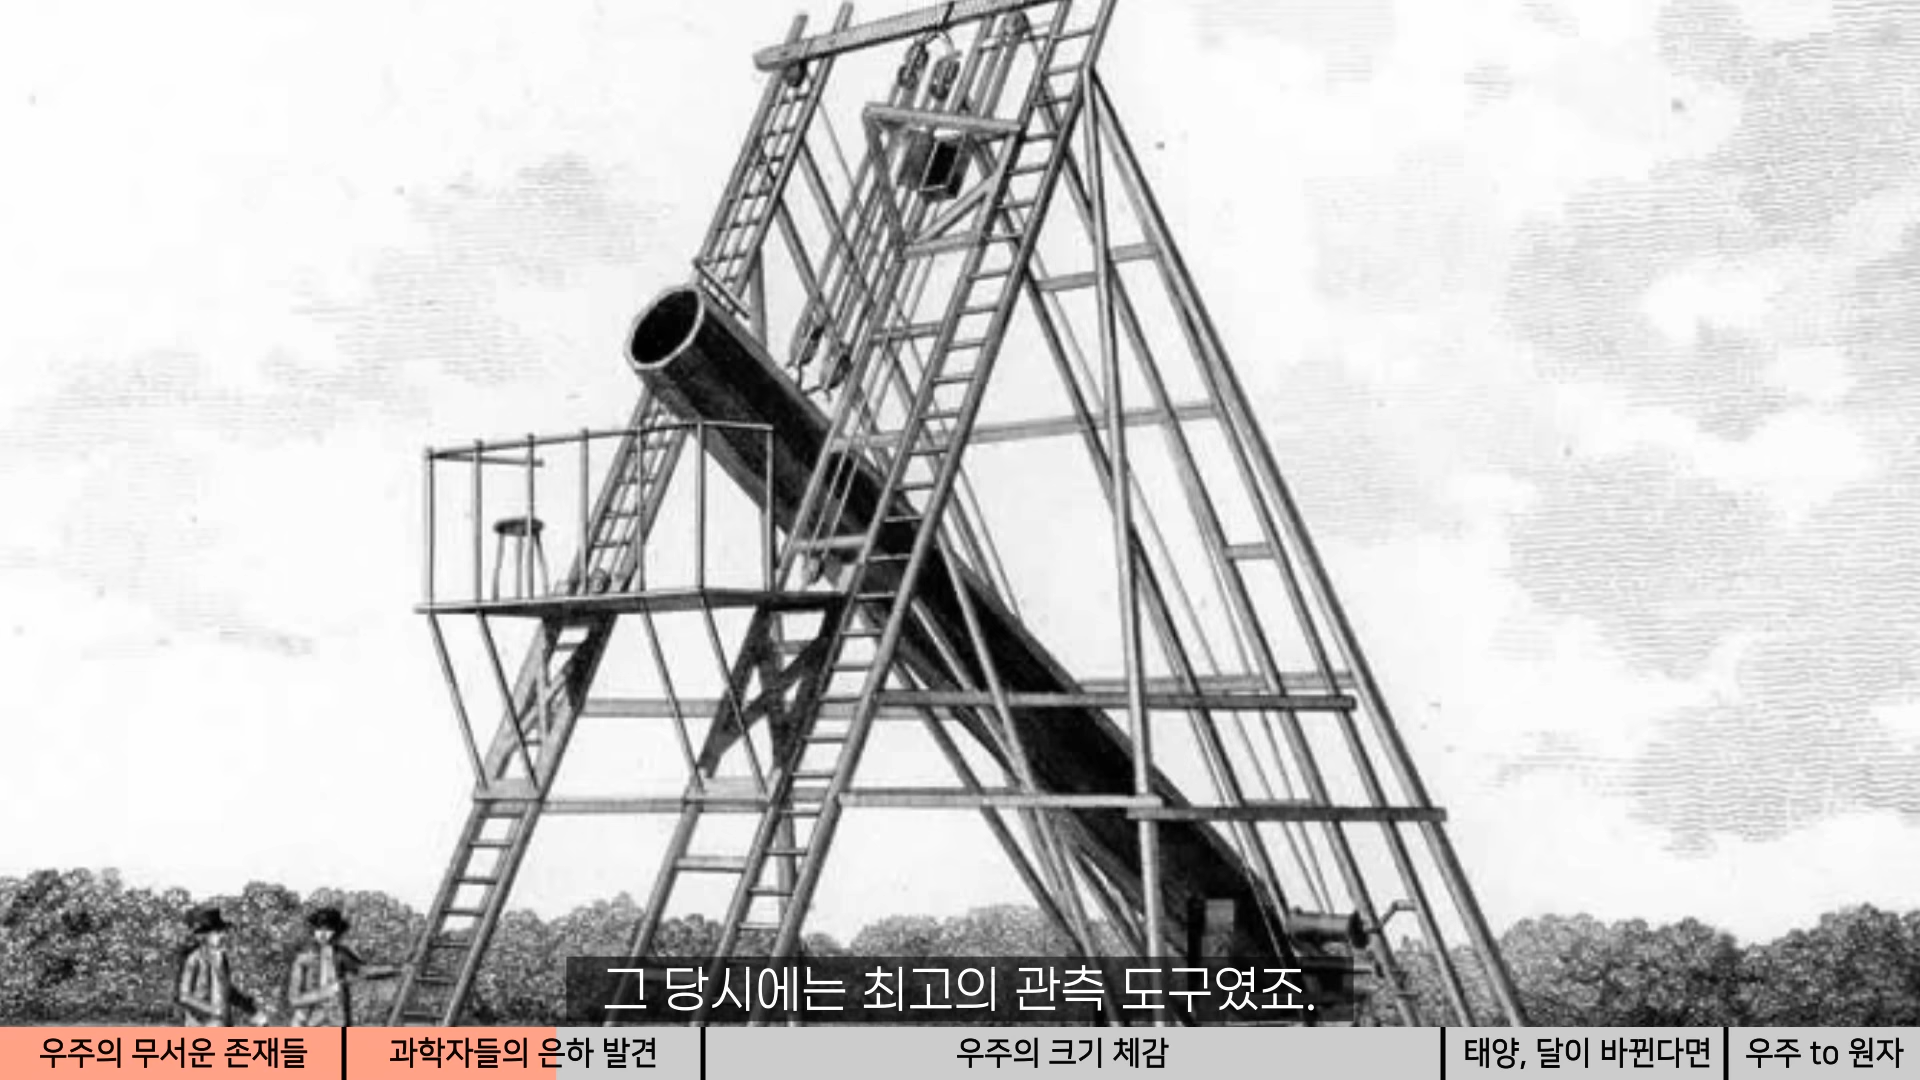 그 당시에는 최고의 관측 도구였죠.
우주의 무서운 존재들
과학자들의 은하 발견
우주의 크기 체감
태양, 달이 바뀐다면
우주 to 원자